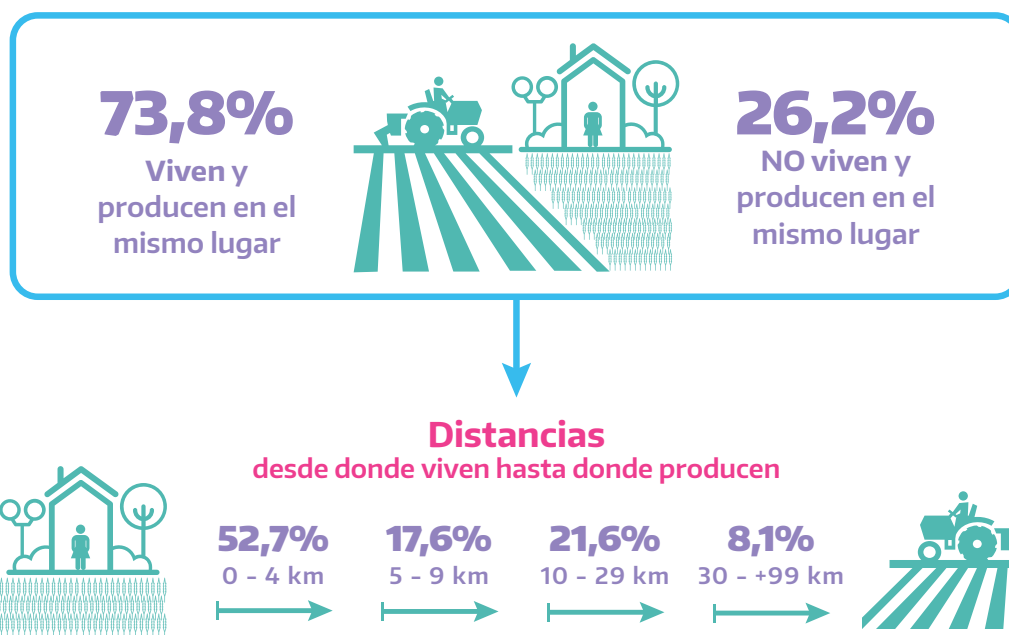 73,8%
Viven y
producen en el
mismo lugar
26,2%
NO viven y
producen en el
mismo lugar
Distancias
desde donde viven hasta donde producen
52,7%
0 - 4 km
17,6%
5 - 9 km
21,6%
10 - 29 km
8,1%
30 - +99 km